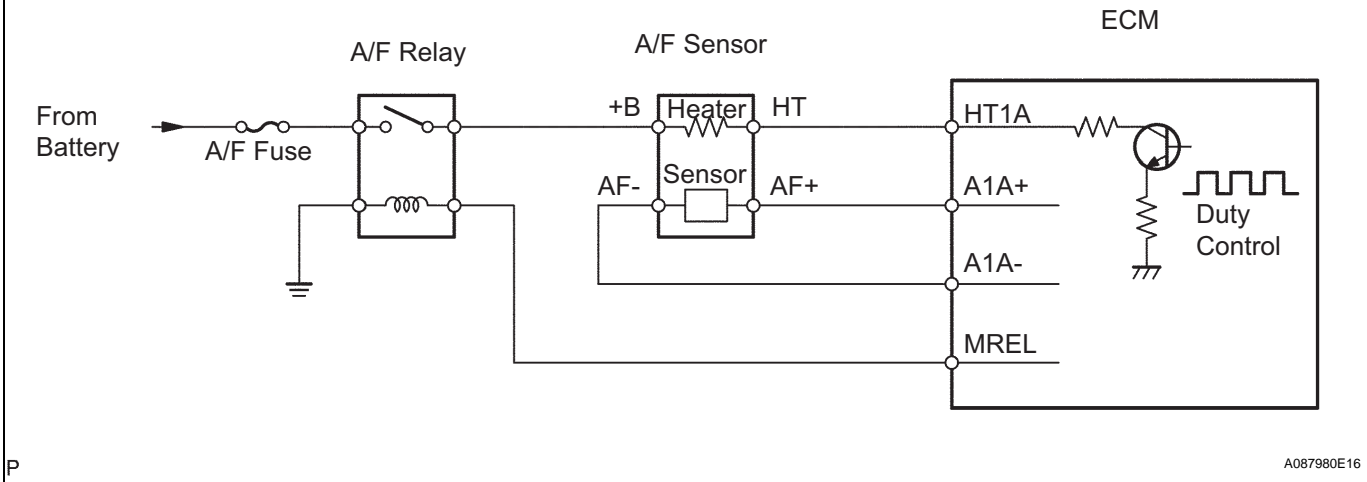 ECM
A/F Relay
A/F Sensor
From
Battery
A/F Fuse
+B
Heater
HT
HT1A
AF-
Sensor
AF+
A1A+
Duty
Control
A1A-
MREL
P
A087980E16